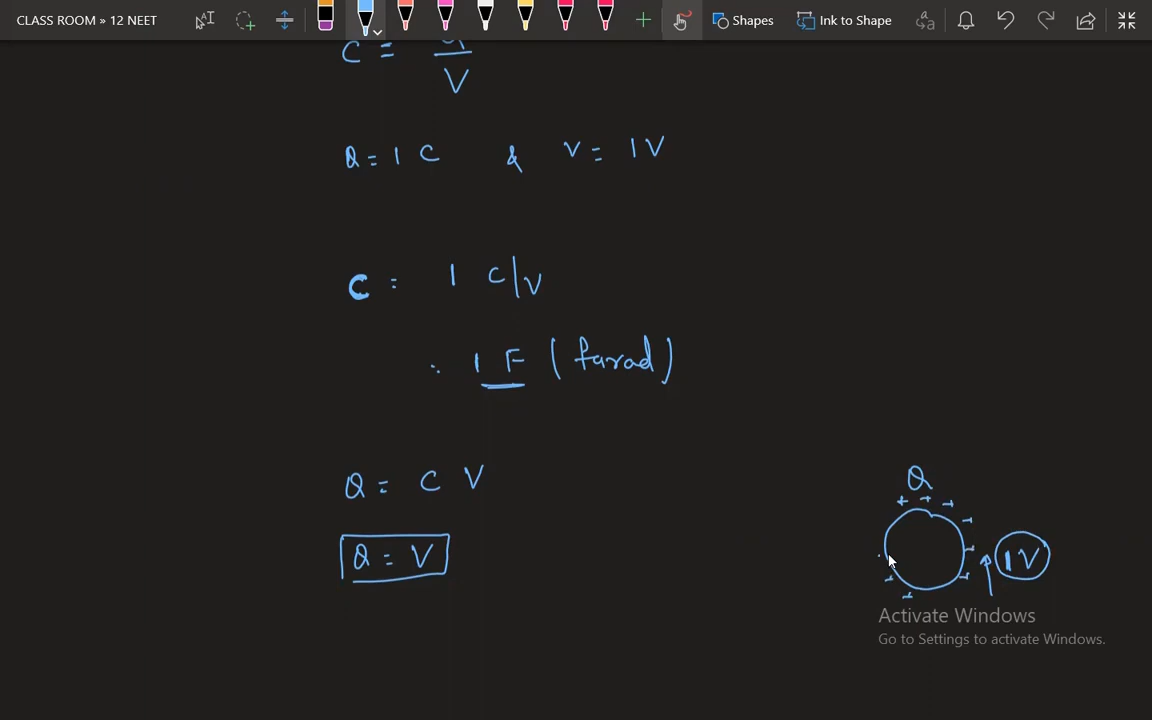 CLASS ROOM » 12 NEET
Shapes
Ink to Shape
C = Q/V
Q = 1 C & V = 1V
C = 1 C/V
: 1 F (farad)
Q = C V
Q = V
Q
1V
Activate Windows
Go to Settings to activate Windows.